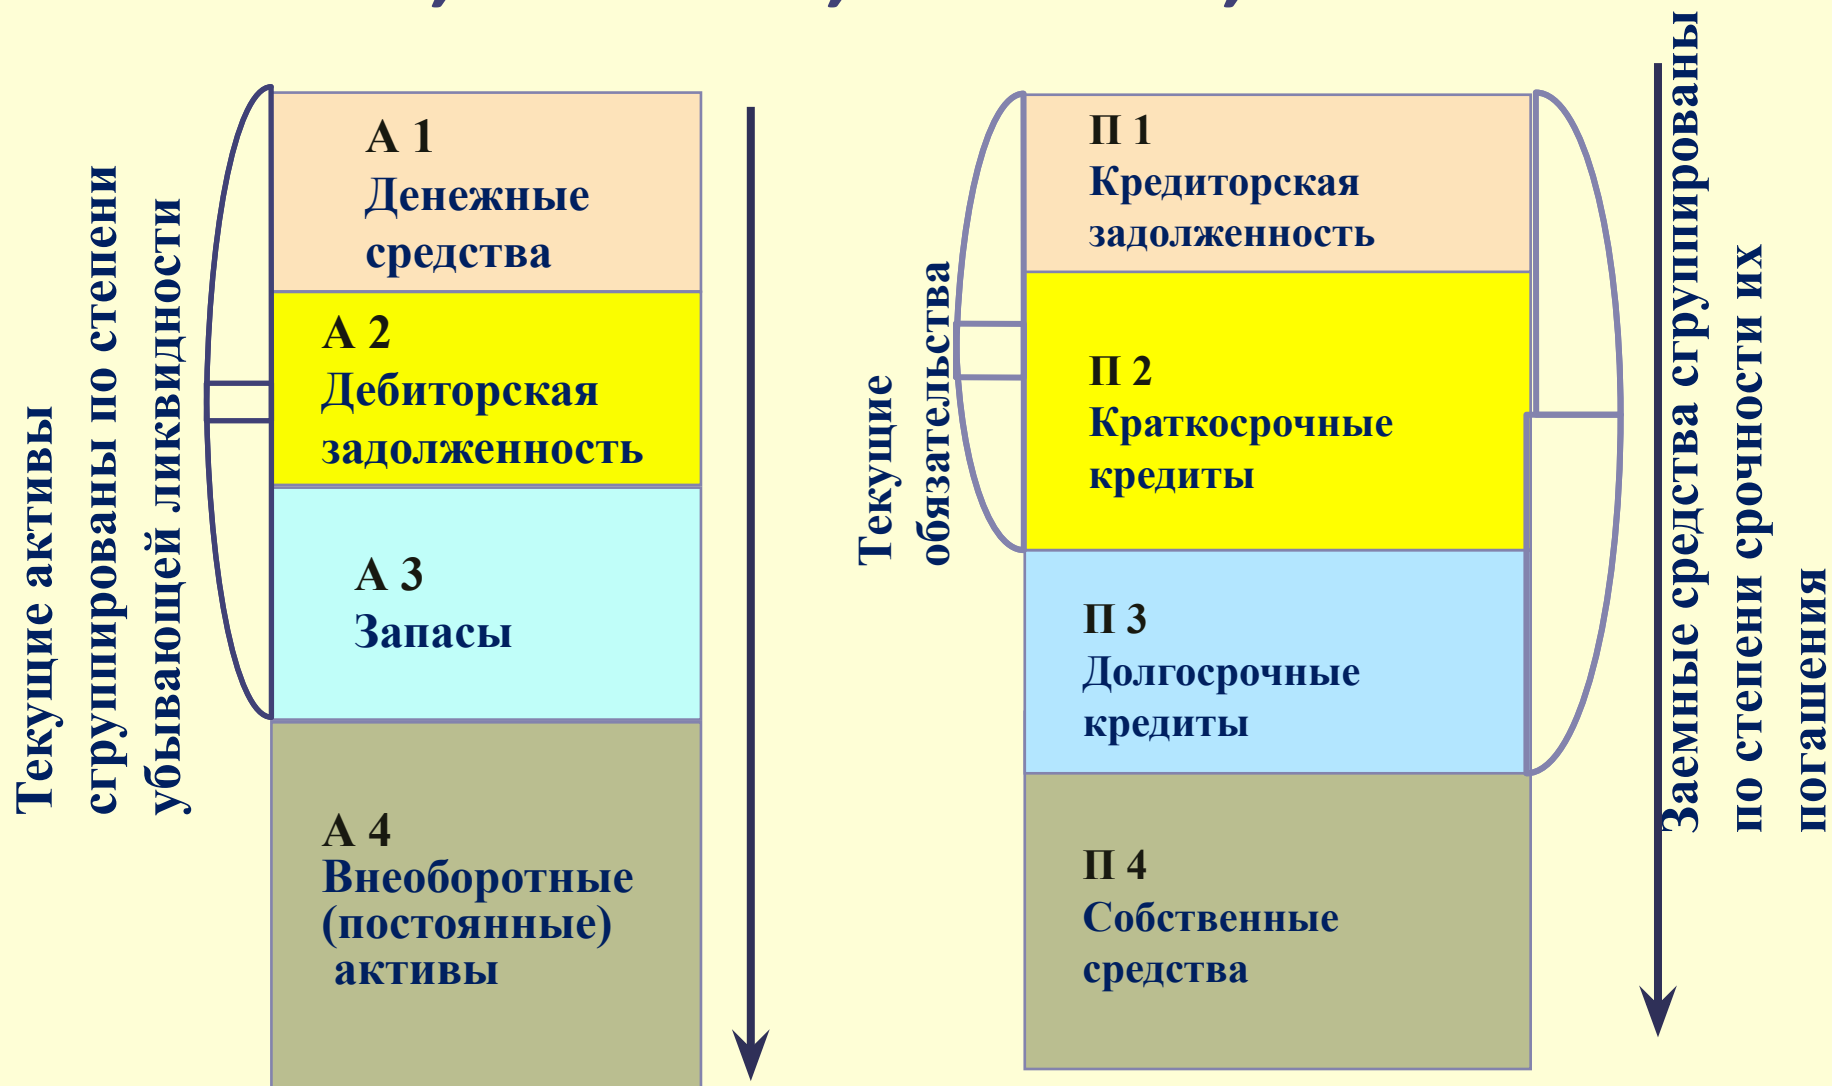 Текущие активы
сгруппированы по степени
убывающей ликвидности
А 1
Денежные
средства
А 2
Дебиторская
задолженность
А 3
Запасы
А 4
Внеоборотные
(постоянные)
активы
Текущие
обязательства
П 1
Кредиторская
задолженность
П 2
Краткосрочные
кредиты
П 3
Долгосрочные
кредиты
П 4
Собственные
средства
Заемные средства сгруппированы
по степени срочности их
погашения